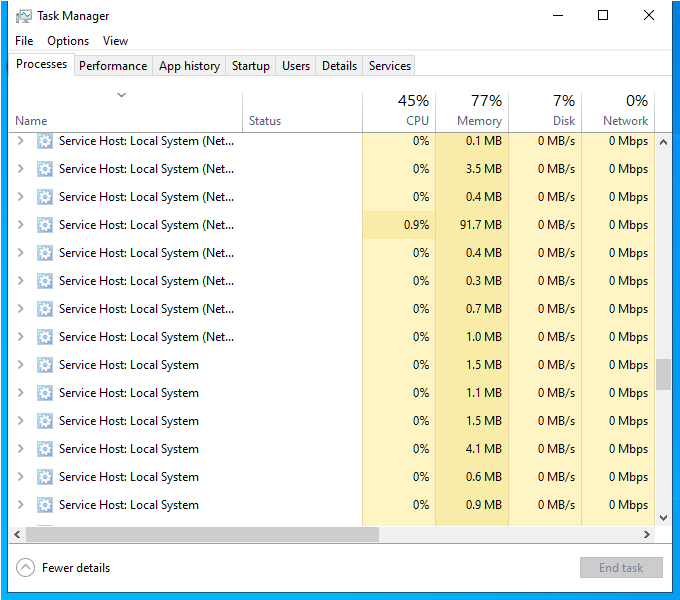 Task Manager
File Options View
Processes Performance App history Startup Users Details Services
45% 77% 7% 0%
Name Status CPU Memory Disk Network
Service Host: Local System (Net... 0% 0.1 MB 0 MB/s 0 Mbps
Service Host: Local System (Net... 0% 3.5 MB 0 MB/s 0 Mbps
Service Host: Local System (Net... 0% 0.4 MB 0 MB/s 0 Mbps
Service Host: Local System (Net... 0.9% 91.7 MB 0 MB/s 0 Mbps
Service Host: Local System (Net... 0% 0.4 MB 0 MB/s 0 Mbps
Service Host: Local System (Net... 0% 0.3 MB 0 MB/s 0 Mbps
Service Host: Local System (Net... 0% 0.7 MB 0 MB/s 0 Mbps
Service Host: Local System (Net... 0% 1.0 MB 0 MB/s 0 Mbps
Service Host: Local System 0% 1.5 MB 0 MB/s 0 Mbps
Service Host: Local System 0% 1.1 MB 0 MB/s 0 Mbps
Service Host: Local System 0% 1.5 MB 0 MB/s 0 Mbps
Service Host: Local System 0% 4.1 MB 0 MB/s 0 Mbps
Service Host: Local System 0% 0.6 MB 0 MB/s 0 Mbps
Service Host: Local System 0% 0.9 MB 0 MB/s 0 Mbps
Fewer details End task